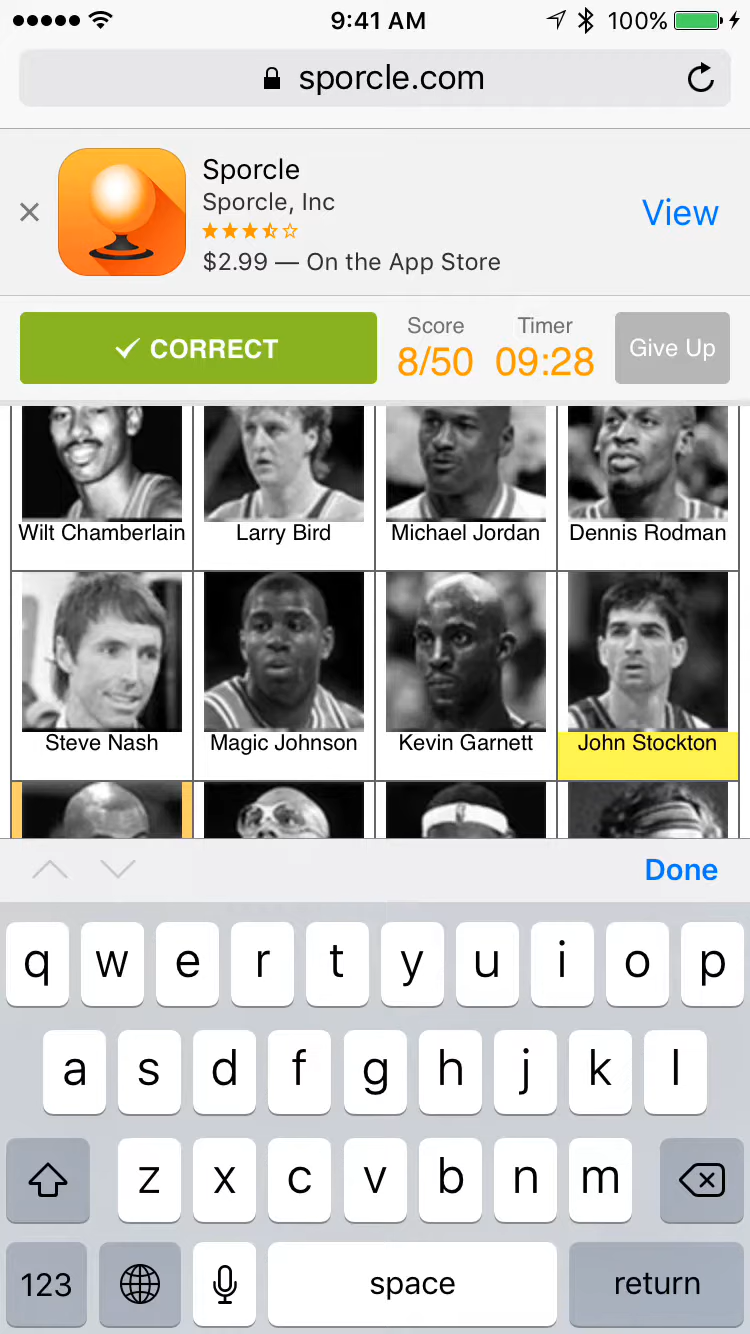 9:41 AM 100%
sporcle.com
Sporcle
Sporcle, Inc
View
$2.99 — On the App Store
CORRECT
Score Timer
8/50 09:28
Give Up
Wilt Chamberlain Larry Bird Michael Jordan Dennis Rodman
Steve Nash Magic Johnson Kevin Garnett John Stockton
Done
q w e r t y u i o p
a s d f g h j k l
z x c v b n m
123 space return